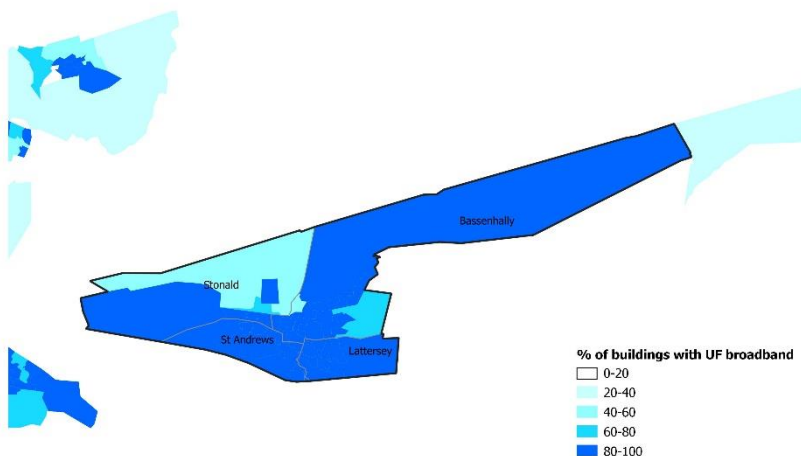 Bassenhally
Stonald
St Andrews
Lattersey
% of buildings with UF broadband
0-20
20-40
40-60
60-80
80-100